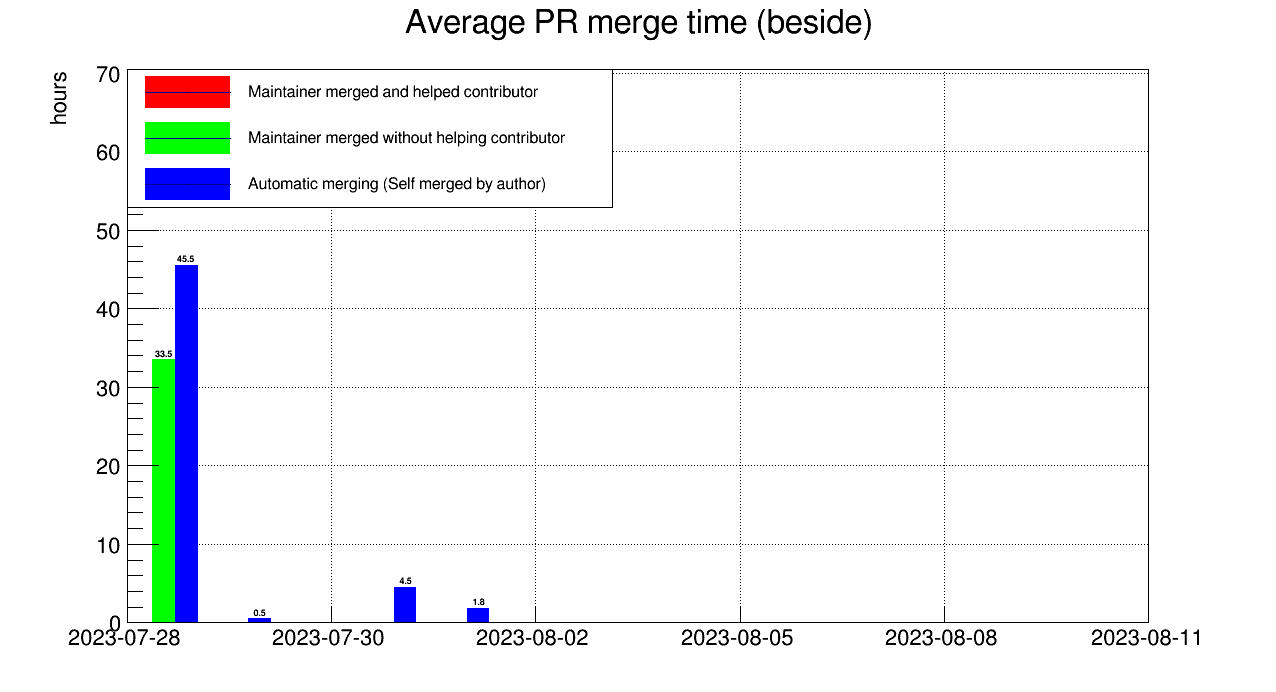 Average PR merge time (beside)
hours
70
Maintainer merged and helped contributor
Maintainer merged without helping contributor
60
Automatic merging (Self merged by author)
50
45.5
40
33.5
30
20
10
4.5
1.8
0.5
0
2023-07-28 2023-07-30 2023-08-02 2023-08-05 2023-08-08 2023-08-11